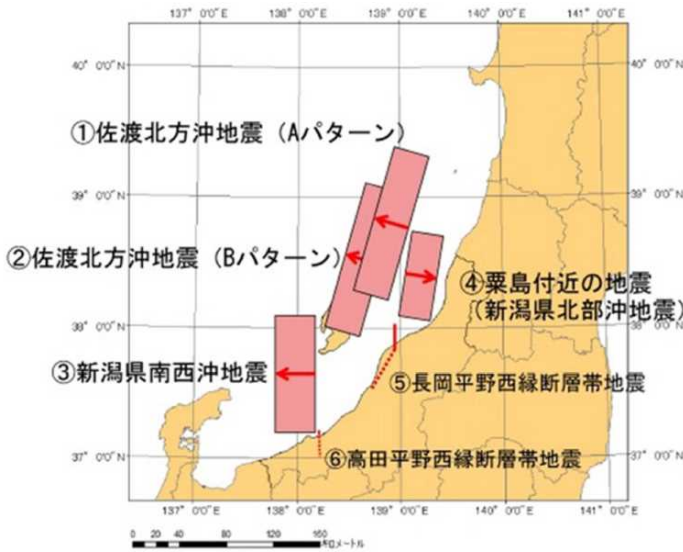 137° 0'0"E 138° 0'0"E 139° 0'0"E 140° 0'0"E 141° 0'0"E
40° 0'0"N 40° 0'0"N
①佐渡北方沖地震（Aパターン）
39° 0'0"N 39° 0'0"N
②佐渡北方沖地震（Bパターン）
④粟島付近の地震
（新潟県北部沖地震）
38° 0'0"N 38° 0'0"N
③新潟県南西沖地震
⑤長岡平野西縁断層帯地震
37° 0'0"N 37° 0'0"N
⑥高田平野西縁断層帯地震
137° 0'0"E 138° 0'0"E 139° 0'0"E 140° 0'0"E 141° 0'0"E
0 20 40 80 120 160
キロメートル